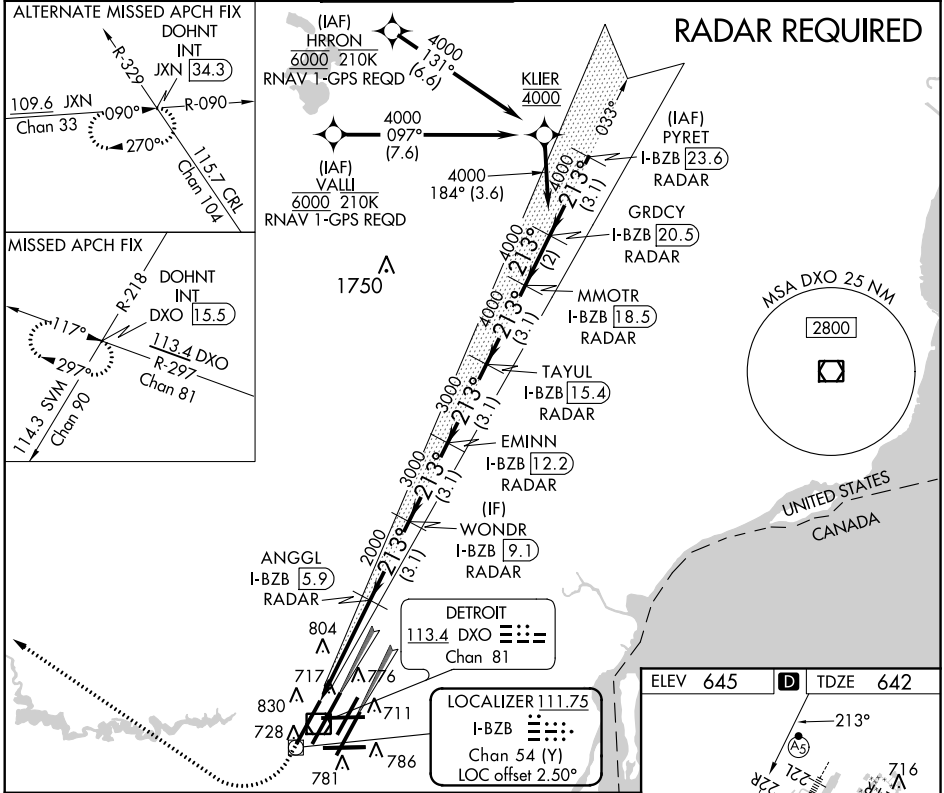 ALTERNATE MISSED APCH FIX
DOHNT
INT
JXN 34.3
R-329
109.6 JXN
Chan 33
090°
R-090
270°
115.7 CRL
Chan 104
MISSED APCH FIX
DOHNT
INT
DXO 15.5
R-218
117°
297°
113.4 DXO
R-297
Chan 81
114.3 SVM
Chan 90
RADAR REQUIRED
(IAF)
HRRON
6000 210K
RNAV 1-GPS REQD
4000
131°
(6.6)
KLIER
4000
4000
097°
(7.6)
(IAF)
VALLI
6000 210K
RNAV 1-GPS REQD
4000
184° (3.6)
033°
(IAF)
PYRET
I-BZB 23.6
RADAR
4000
213°
(3.1)
GRDCY
I-BZB 20.5
RADAR
4000
213°
(2)
MMOTR
I-BZB 18.5
RADAR
4000
213°
(3.1)
TAYUL
I-BZB 15.4
RADAR
3000
213°
(3.1)
EMINN
I-BZB 12.2
RADAR
3000
213°
(3.1)
(IF)
WONDR
I-BZB 9.1
RADAR
2000
213°
(3.1)
ANGGL
I-BZB 5.9
RADAR
1750
MSA DXO 25 NM
2800
UNITED STATES
CANADA
DETROIT
113.4 DXO
Chan 81
804
717
776
830
711
728
781
786
LOCALIZER 111.75
I-BZB
Chan 54 (Y)
LOC offset 2.50°
ELEV 645 D TDZE 642
213°
A5
22R
22L
716